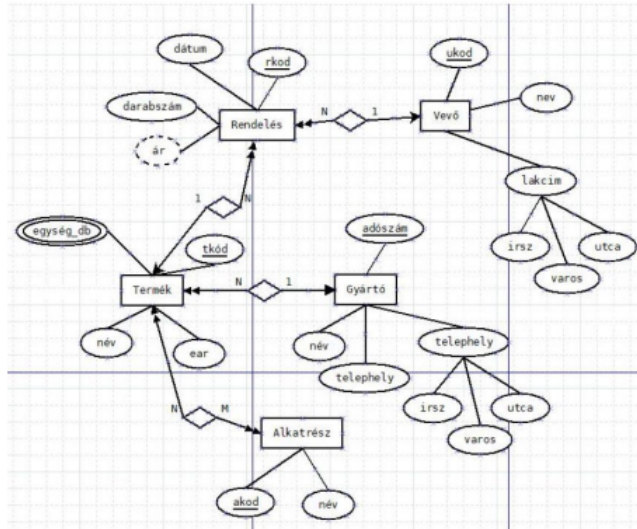 dátum
rkod
ukod
darabszám
N
1
Rendelés
Vevő
nev
ár
lakcim
1
N
egység_db
adószám
tkód
irsz
utca
varos
N
1
Termék
Gyártó
név
ear
név
telephely
telephely
irsz
utca
varos
N
M
Alkatrész
akod
név